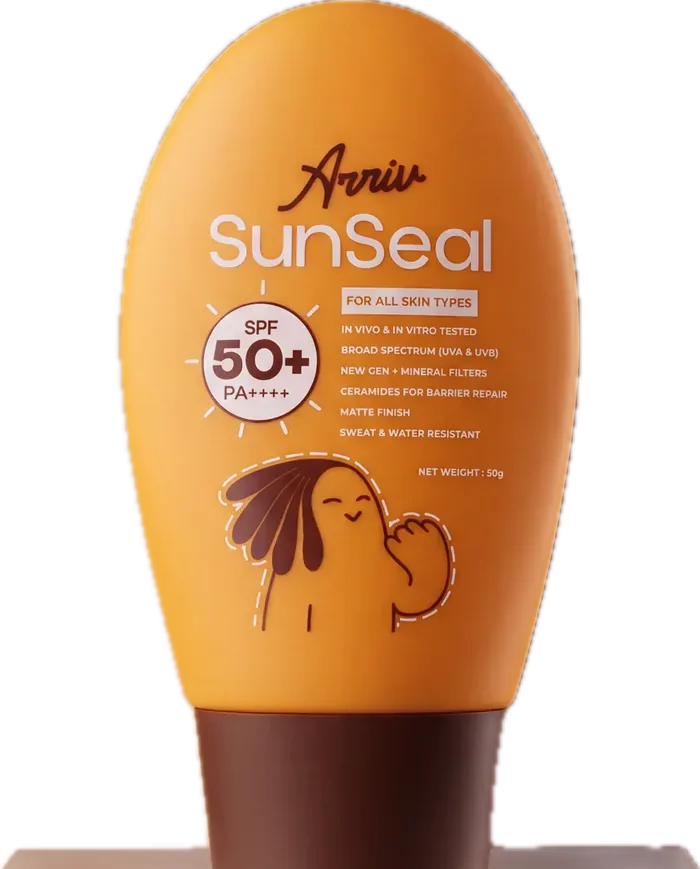 Arriv
SunSeal
FOR ALL SKIN TYPES
SPF
50+
PA++++
IN VIVO & IN VITRO TESTED
BROAD SPECTRUM (UVA & UVB)
NEW GEN + MINERAL FILTERS
CERAMIDES FOR BARRIER REPAIR
MATTE FINISH
SWEAT & WATER RESISTANT
NET WEIGHT : 50g